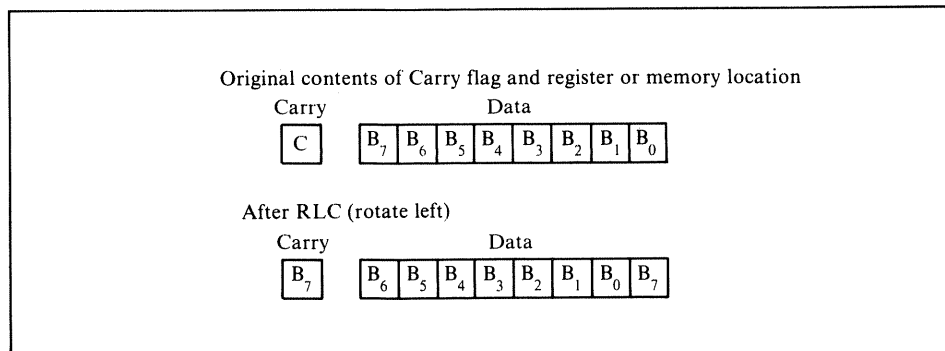 Original contents of Carry flag and register or memory location
Carry Data
C B7 B6 B5 B4 B3 B2 B1 B0
After RLC (rotate left)
Carry Data
B7 B6 B5 B4 B3 B2 B1 B0 B7